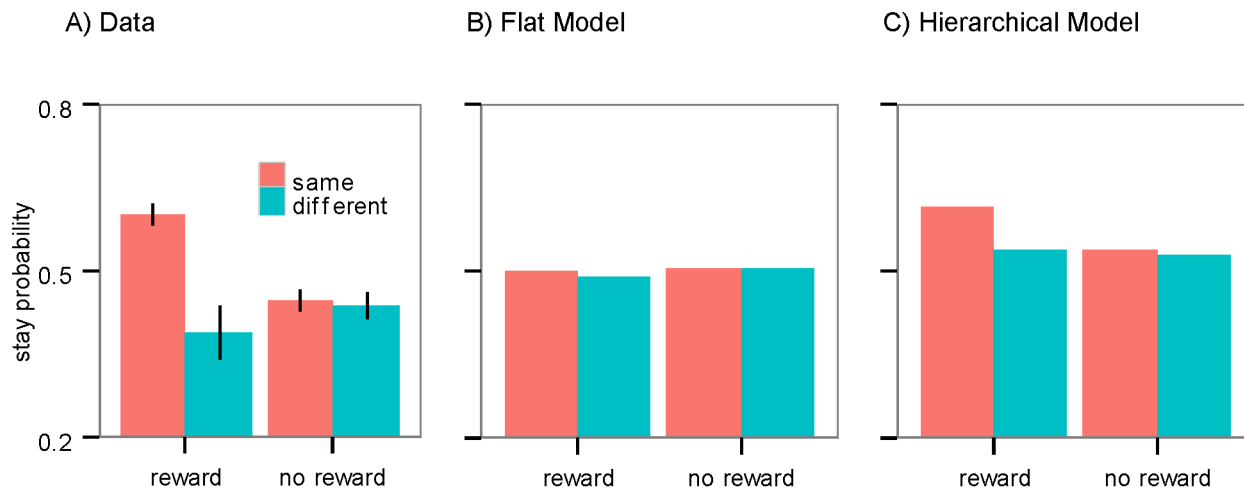 A) Data
B) Flat Model
C) Hierarchical Model
0.8
0.5
0.2
stay probability
same
different
reward
no reward
reward
no reward
reward
no reward